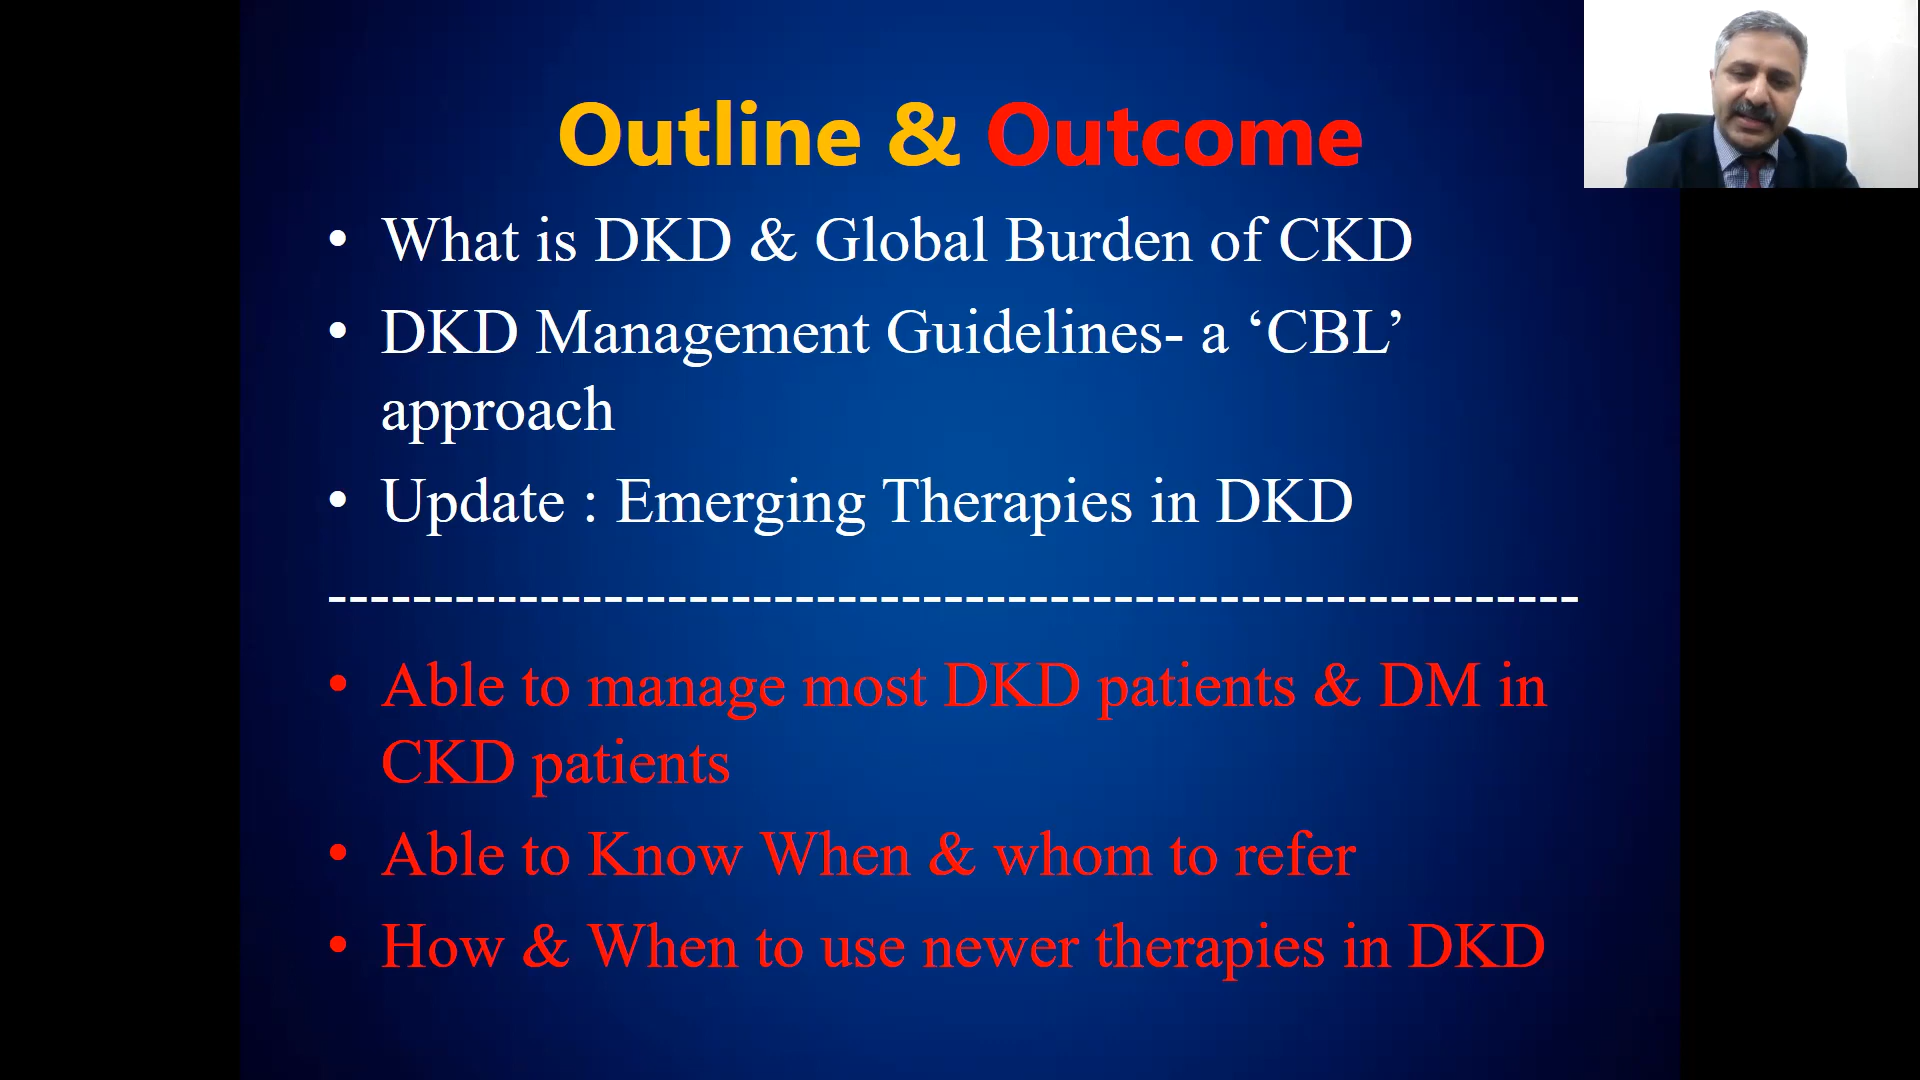 Outline & Outcome
• What is DKD & Global Burden of CKD
• DKD Management Guidelines- a ‘CBL’
approach
• Update : Emerging Therapies in DKD
-----------------------------------------------------------
• Able to manage most DKD patients & DM in
CKD patients
• Able to Know When & whom to refer
• How & When to use newer therapies in DKD